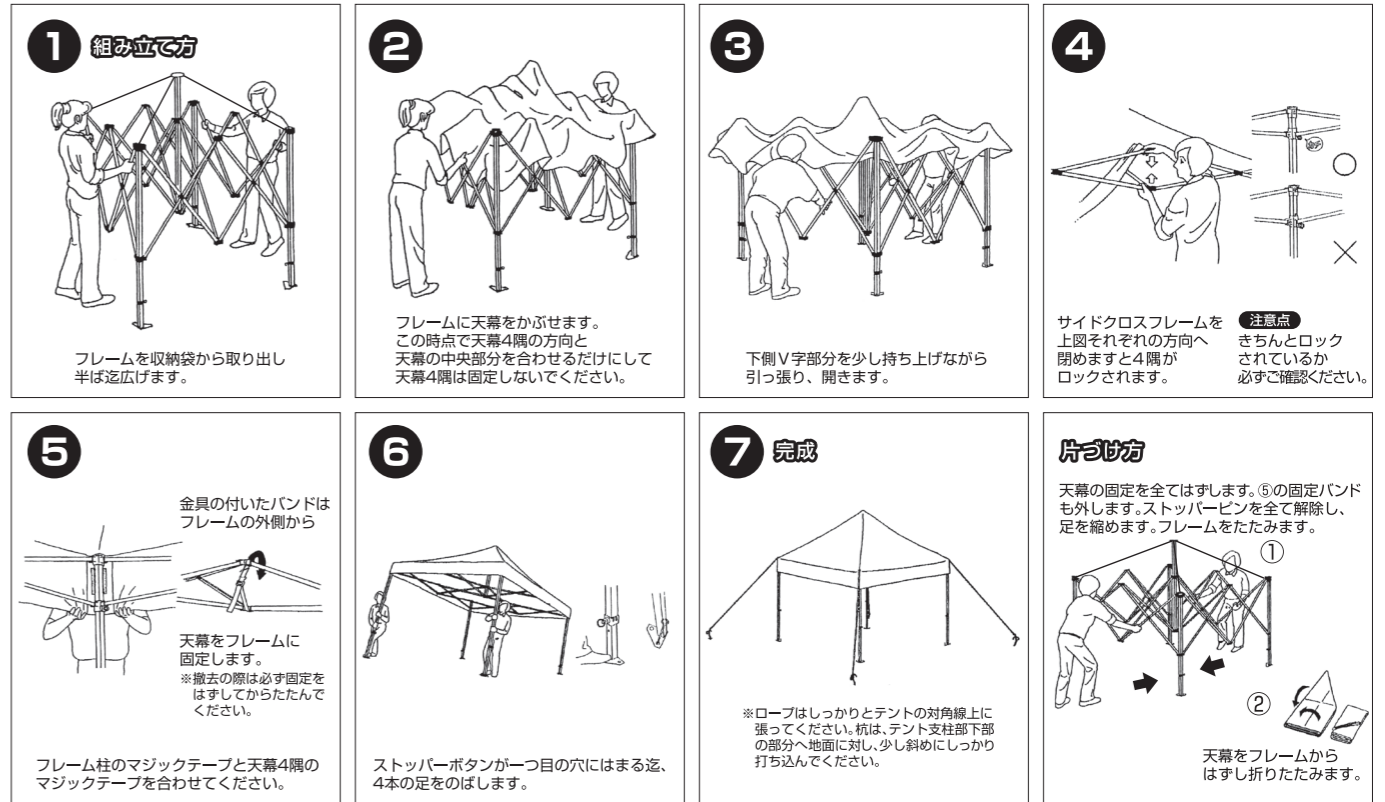 1 組み立て方
フレームを収納袋から取り出し
半ば迄広げます。
2
フレームに天幕をかぶせます。
この時点で天幕4隅の方向と
天幕の中央部分を合わせるだけにして
天幕4隅は固定しないでください。
3
下側V字部分を少し持ち上げながら
引っ張り、開きます。
4
サイドクロスフレームを
上図それぞれの方向へ
閉めますと4隅が
ロックされます。
注意点
きちんとロック
されているか
必ずご確認ください。
5
金具の付いたバンドは
フレームの外側から
天幕をフレームに
固定します。
※撤去の際は必ず固定を
はずしてからたたんで
ください。
フレーム柱のマジックテープと天幕4隅の
マジックテープを合わせてください。
6
ストッパーボタンが一つ目の穴にはまる迄、
4本の足をのばします。
7 完成
※ロープはしっかりとテントの対角線上に
張ってください。杭は、テント支柱部下部
の部分へ地面に対し、少し斜めにしっかり
打ち込んでください。
片づけ方
天幕の固定を全てはずします。⑤の固定バンド
も外します。ストッパーピンを全て解除し、
足を縮めます。フレームをたたみます。
①
②
天幕をフレームから
はずし折りたたみます。